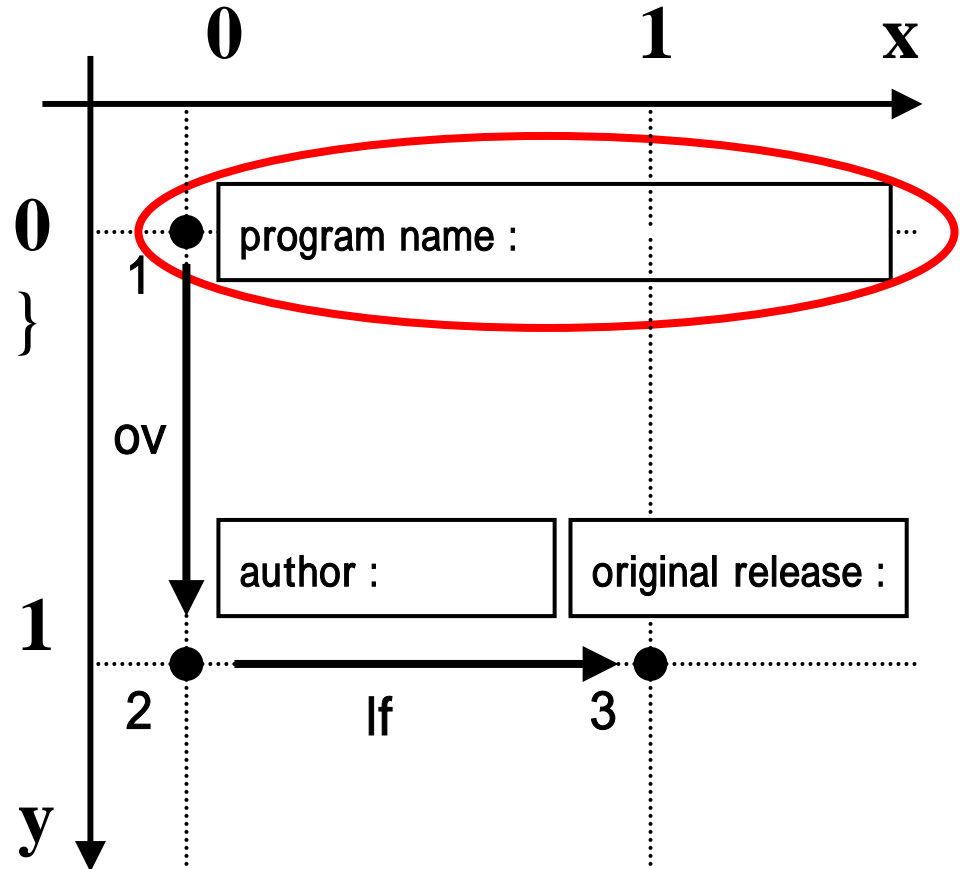 0 1 x
0 program name :
1
}
ov
author : original release :
1
2 lf 3
y